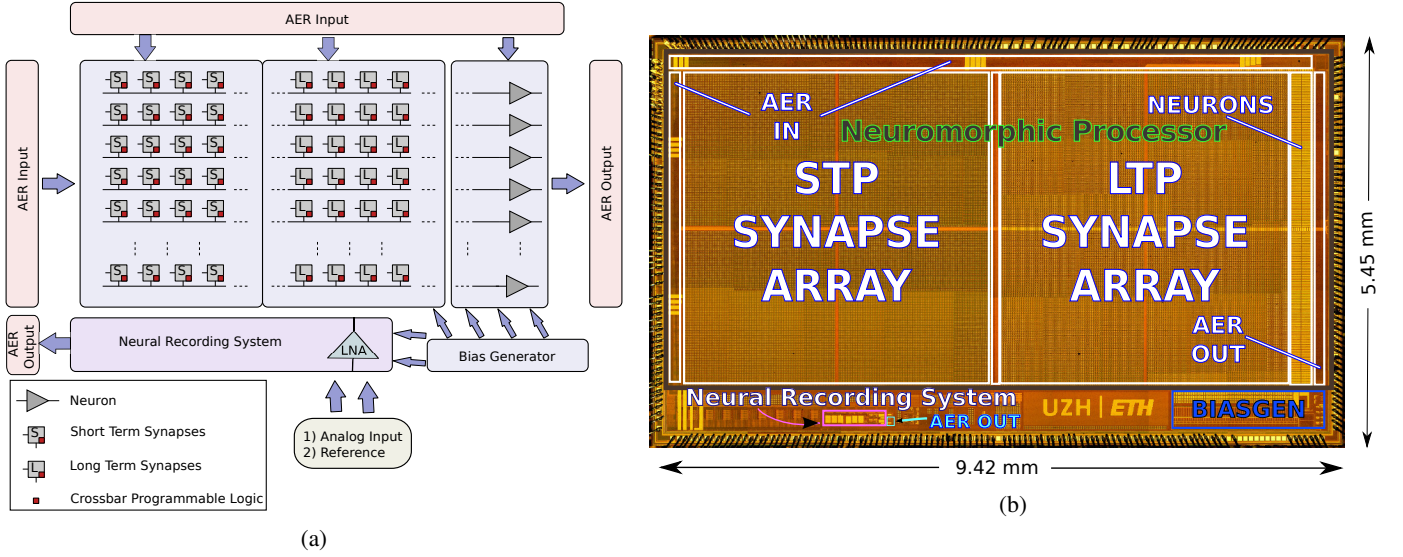 AER Input
AER Input
S S S S
L L L L
S S S S
L L L L
S S S S
L L L L
S S S S
L L L L
S S S S
L L L L
S S S S
L L L L
AER Output
AER
Output
Neural Recording System
LNA
Bias Generator
Neuron
S
Short Term Synapses
L
Long Term Synapses
Crossbar Programmable Logic
1) Analog Input
2) Reference
(a)
AER
IN
NEURONS
Neuromorphic Processor
STP
SYNAPSE
ARRAY
LTP
SYNAPSE
ARRAY
AER
OUT
Neural Recording System
AER OUT
UZH | ETH
BIASGEN
5.45 mm
9.42 mm
(b)